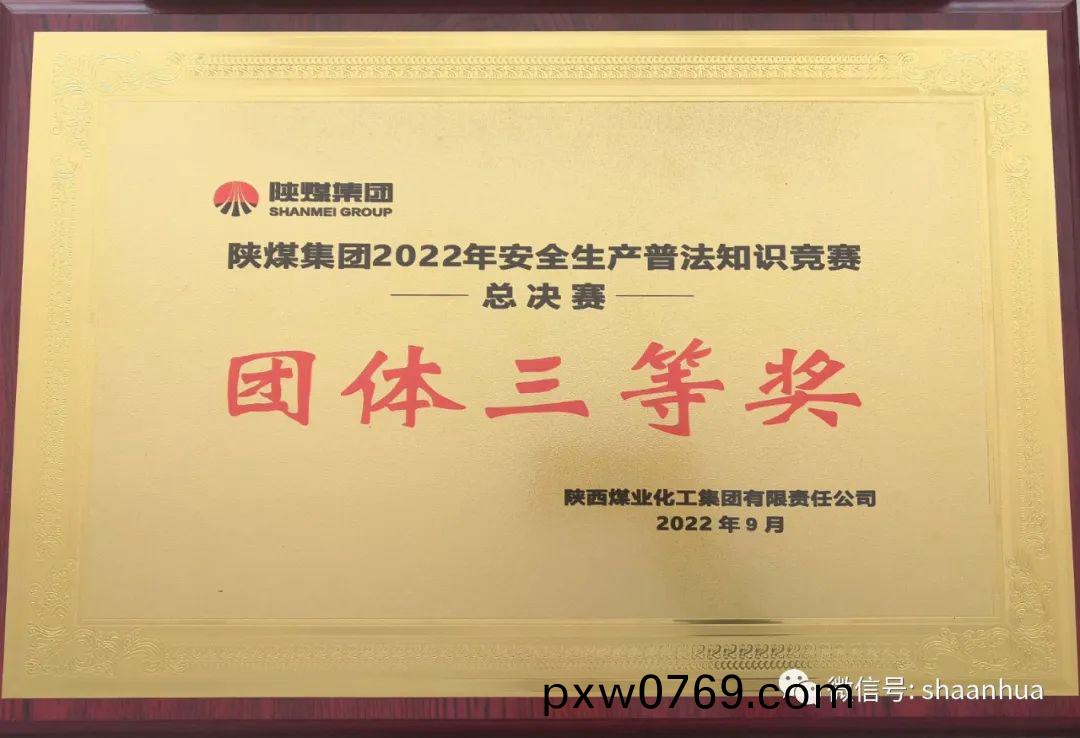 陕煤集团
SHANMEI GROUP
陕煤集团2022年安全生产普法知识竞赛
总决赛
团体三等奖
陕西煤业化工集团有限责任公司
2022年9月
微信号: shaanhua
pxw0769.com